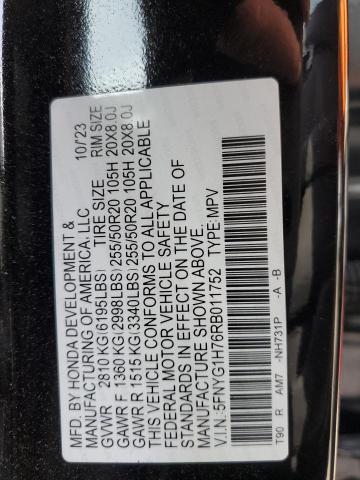 MFD. BY HONDA DEVELOPMENT & 10/23
MANUFACTURING OF AMERICA, LLC
GVWR 2810 KG(6195LBS) TIRE SIZE RIM SIZE
GAWR F 1360 KG(2998LBS) 255/50R20 105H 20X8.0J
GAWR R 1515 KG(3340LBS) 255/50R20 105H 20X8.0J
THIS VEHICLE CONFORMS TO ALL APPLICABLE
FEDERAL MOTOR VEHICLE SAFETY
STANDARDS IN EFFECT ON THE DATE OF
MANUFACTURING SHOWN ABOVE.
V.I.N.:5FNYG1H76RB011752 TYPE:MPV
T90 R AM7 -NH731P -A -B